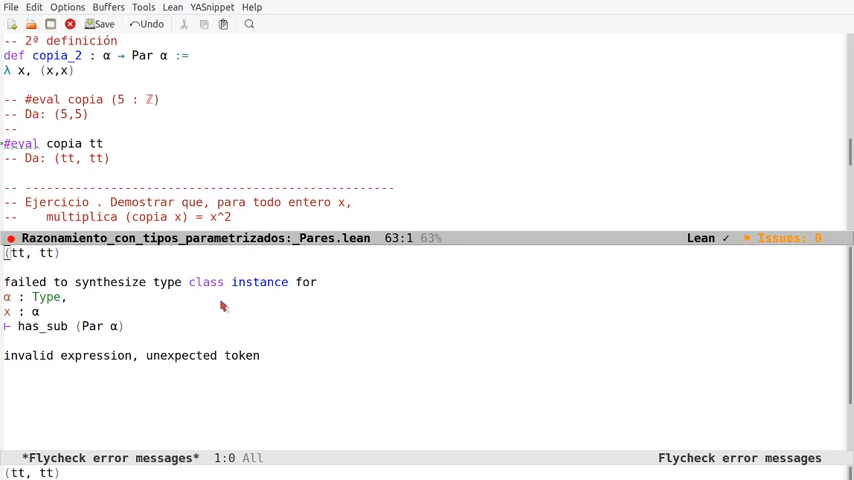 File Edit Options Buffers Tools Lean YASnippet Help
Save Undo
-- 2ª definición
def copia_2 : α → Par α :=
λ x, (x,x)
-- #eval copia (5 : ℤ)
-- Da: (5,5)
--
#eval copia tt
-- Da: (tt, tt)
-- ----------------------------------------------------
-- Ejercicio . Demostrar que, para todo entero x,
--    multiplica (copia x) = x^2
Razonamiento_con_tipos_parametrizados:_Pares.lean 63:1 63% Lean ✓ Issues: 0
(tt, tt)
failed to synthesize type class instance for
α : Type,
x : α
⊢ has_sub (Par α)
invalid expression, unexpected token
*Flycheck error messages* 1:0 All Flycheck error messages
(tt, tt)